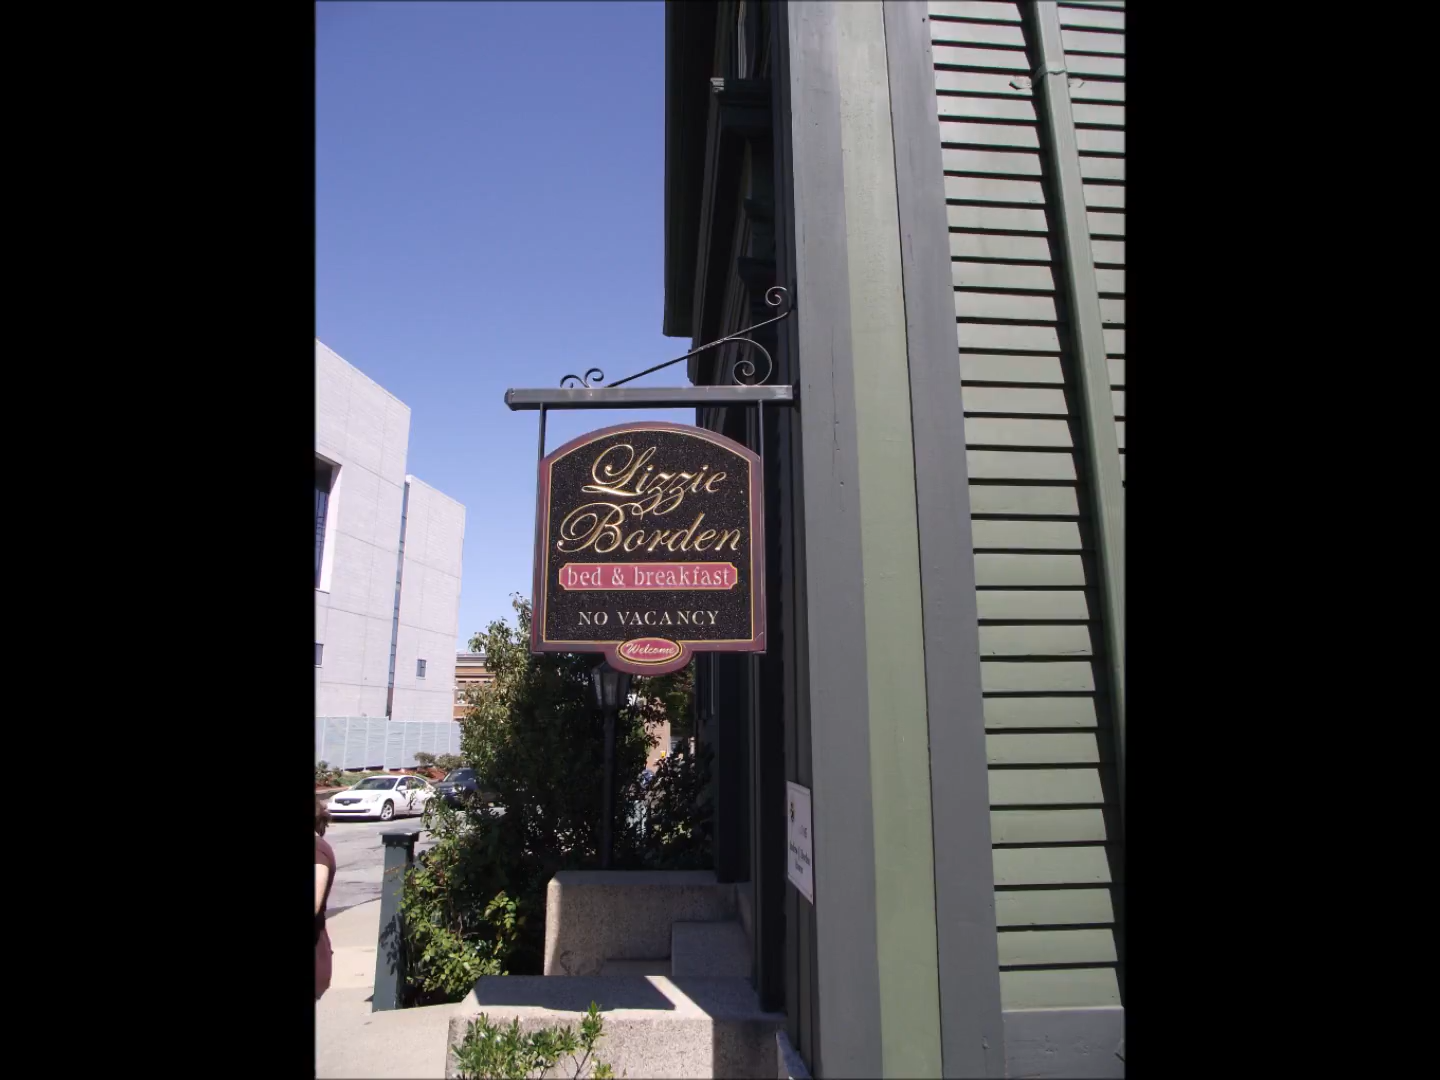 Lizzie
Borden
bed & breakfast
NO VACANCY
Welcome